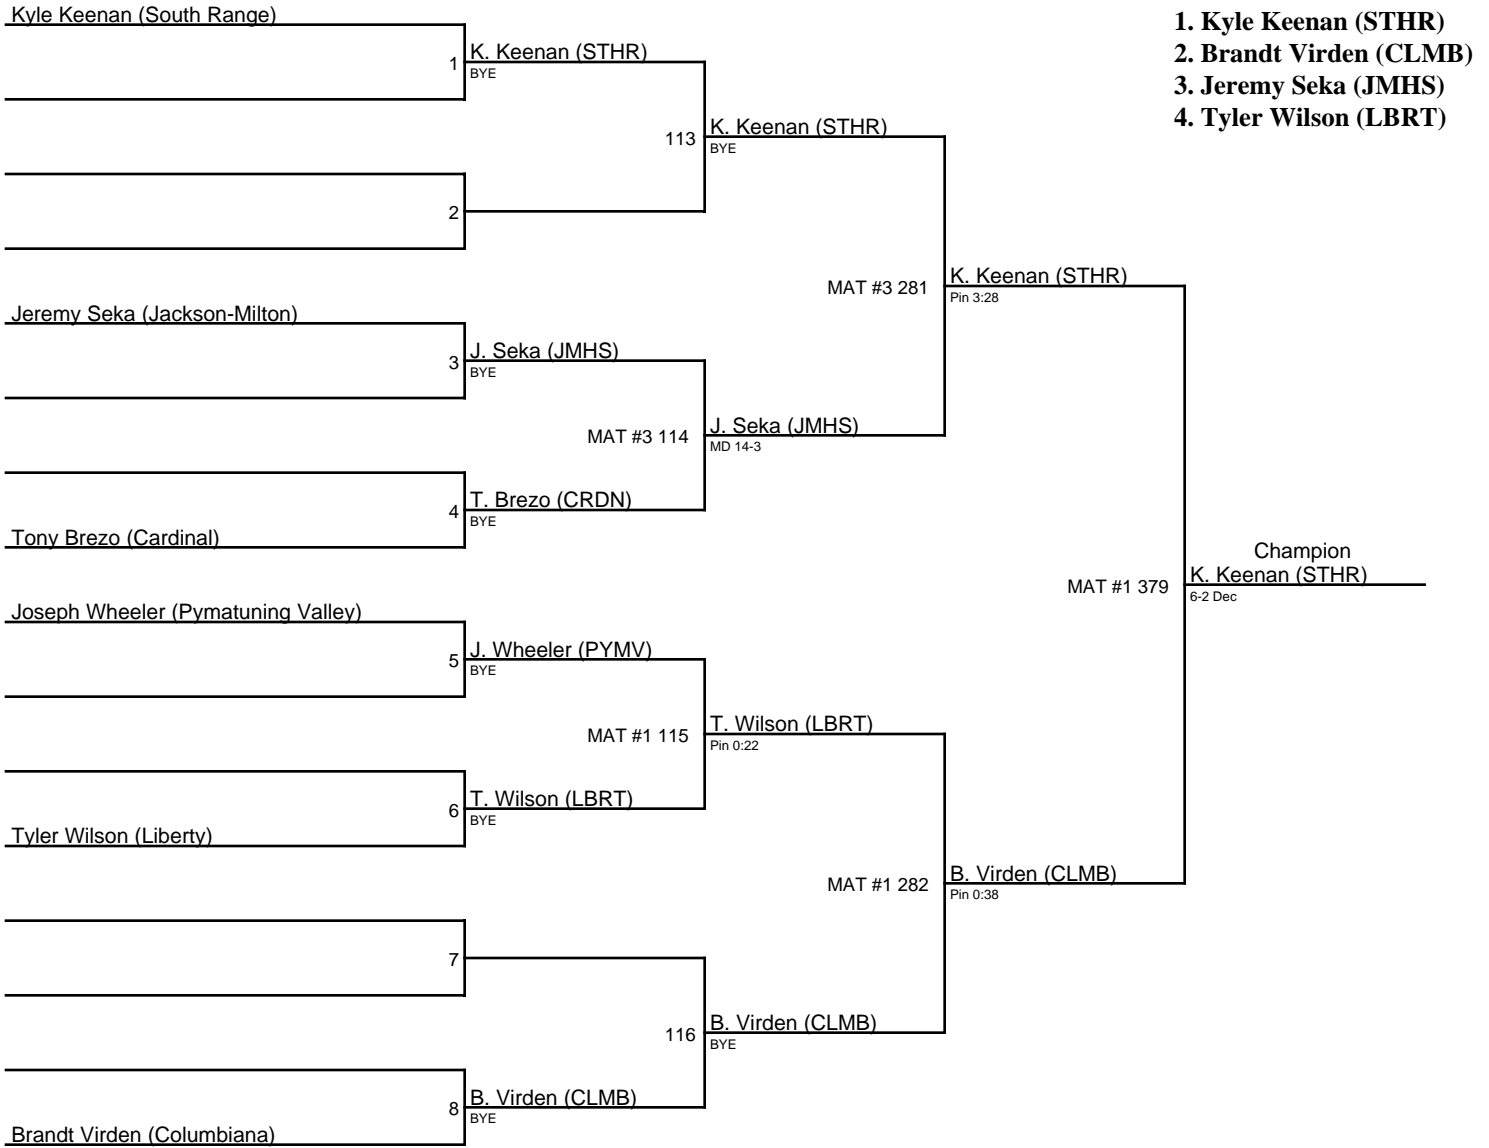 Kyle Keenan (South Range)
1. Kyle Keenan (STHR)
2. Brandt Virden (CLMB)
3. Jeremy Seka (JMHS)
4. Tyler Wilson (LBRT)
1
K. Keenan (STHR)
BYE
113
K. Keenan (STHR)
BYE
2
MAT #3 281
K. Keenan (STHR)
Pin 3:28
Jeremy Seka (Jackson-Milton)
3
J. Seka (JMHS)
BYE
MAT #3 114
J. Seka (JMHS)
MD 14-3
4
T. Brezo (CRDN)
BYE
Tony Brezo (Cardinal)
Champion
MAT #1 379
K. Keenan (STHR)
6-2 Dec
Joseph Wheeler (Pymatuning Valley)
5
J. Wheeler (PYMV)
BYE
MAT #1 115
T. Wilson (LBRT)
Pin 0:22
6
T. Wilson (LBRT)
BYE
Tyler Wilson (Liberty)
MAT #1 282
B. Virden (CLMB)
Pin 0:38
7
116
B. Virden (CLMB)
BYE
8
B. Virden (CLMB)
BYE
Brandt Virden (Columbiana)